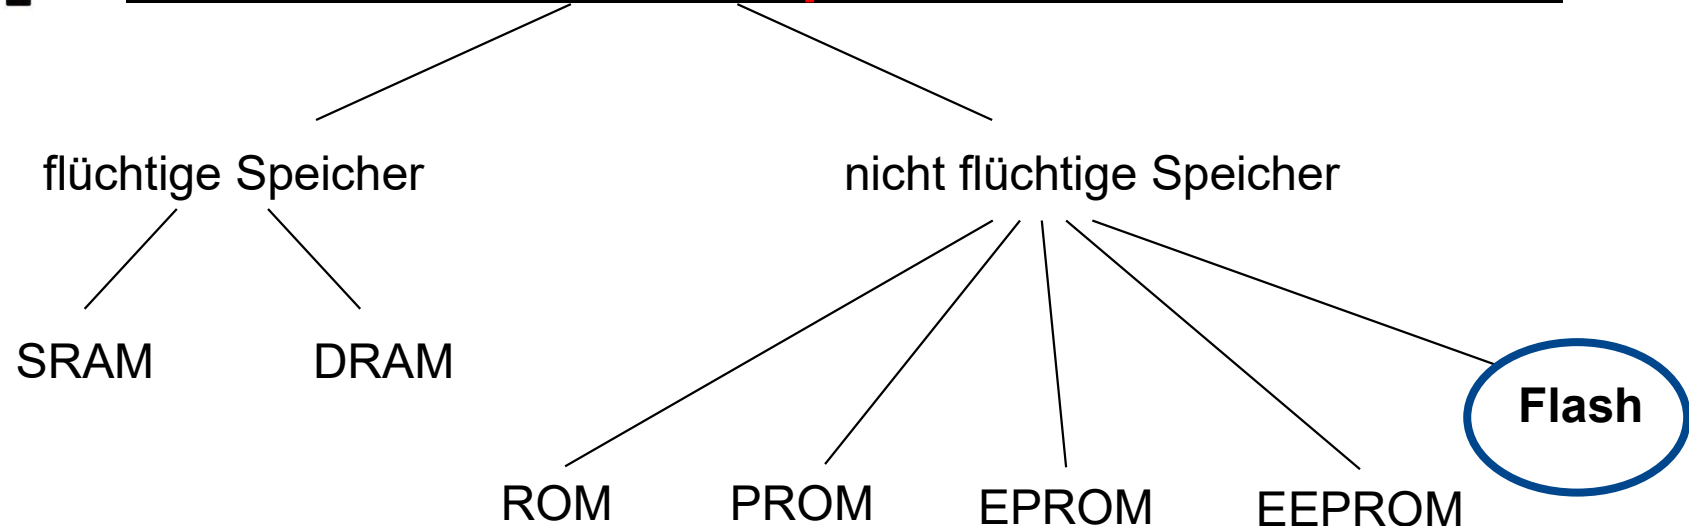 flüchtige Speicher
nicht flüchtige Speicher
SRAM
DRAM
Flash
ROM
PROM
EPROM
EEPROM